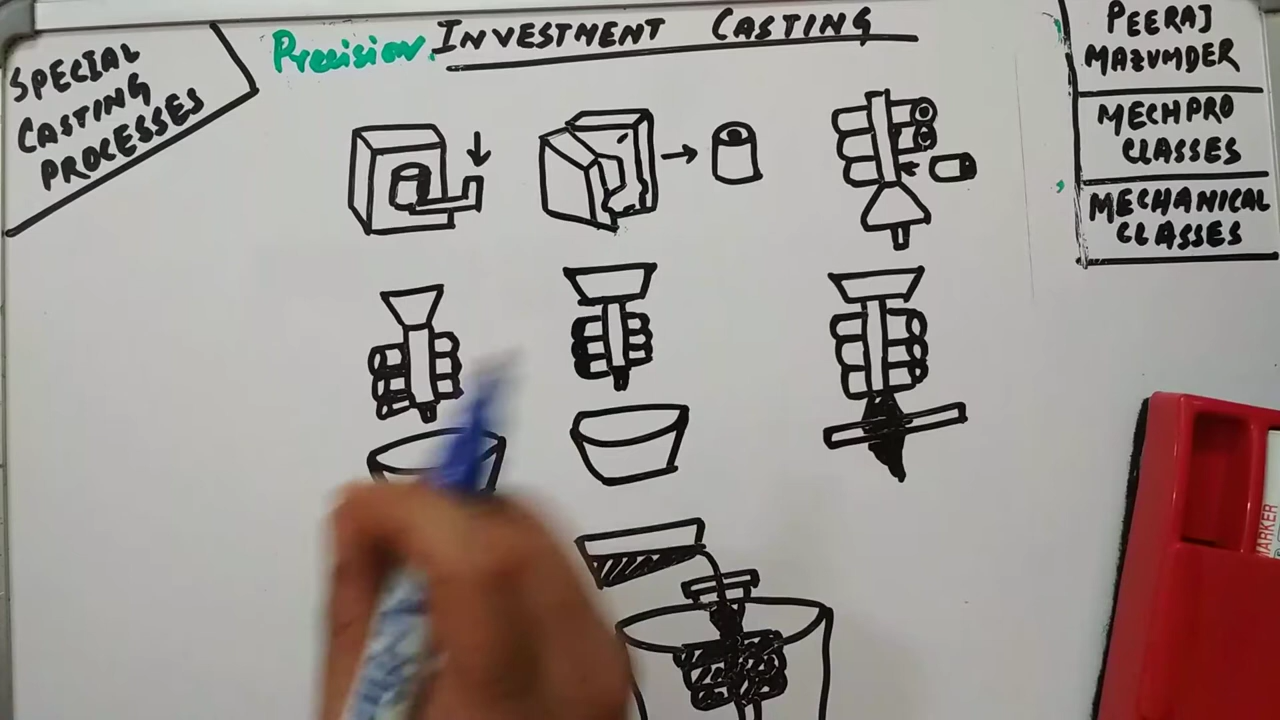 SPECIAL
CASTING
PROCESSES
Precision INVESTMENT CASTING
PEERAJ
MAZUMDER
MECHPRO
CLASSES
MECHANICAL
CLASSES
MARKER